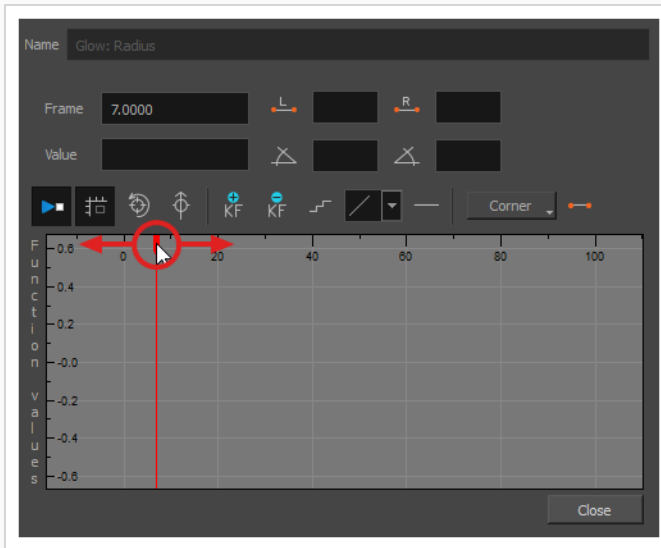 Name Glow: Radius
Frame 7.0000 L R
Value
KF KF Corner
Function values
0.6
0 20 40 60 80 100
0.4
0.2
-0.0
-0.2
-0.4
-0.6
Close